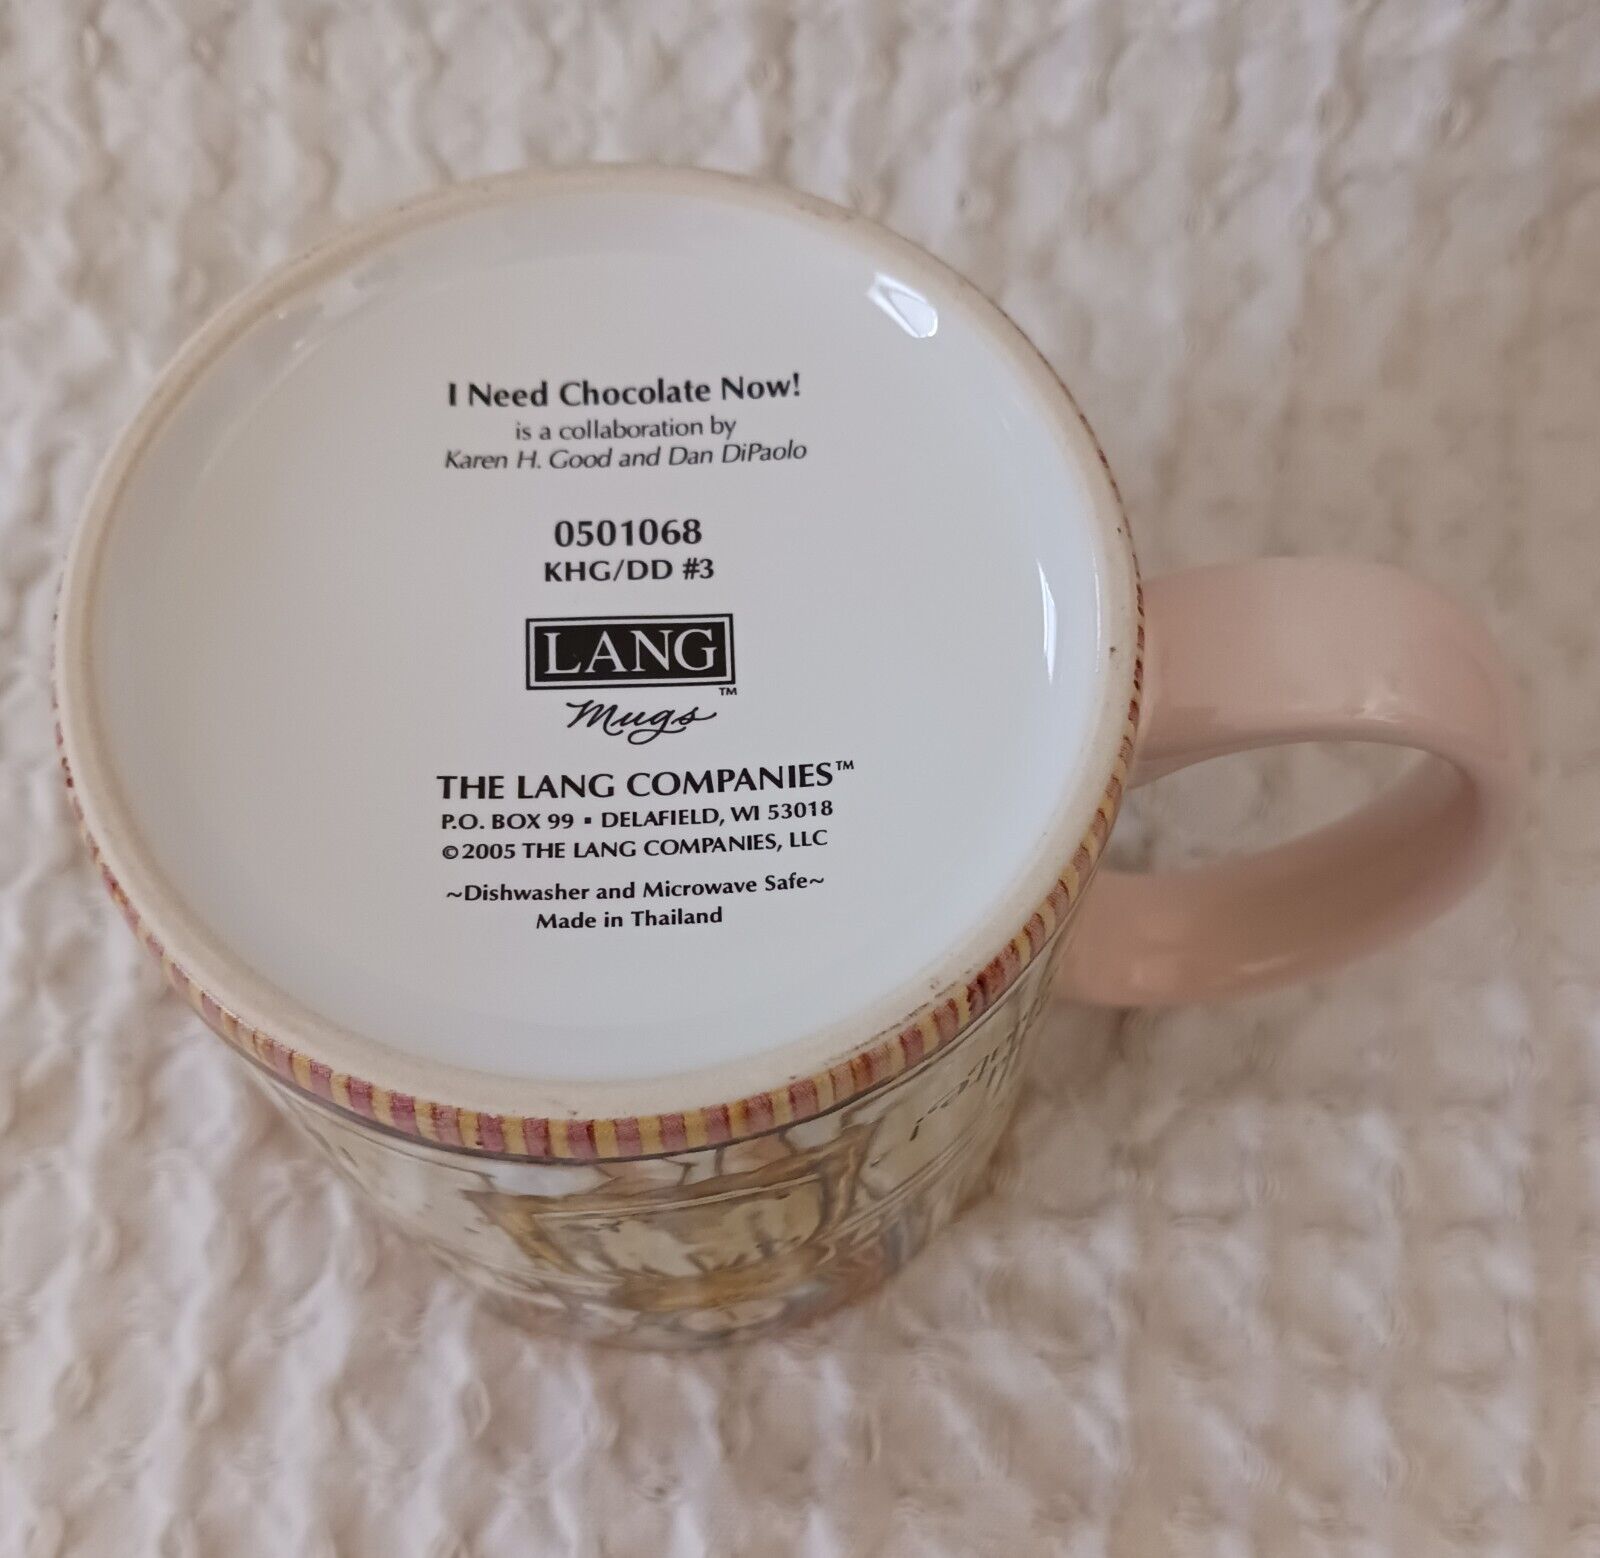 I Need Chocolate Now!
is a collaboration by
Karen H. Good and Dan DiPaolo
0501068
KHG/DD #3
LANG
Mugs™
THE LANG COMPANIES™
P.O. BOX 99 ▪ DELAFIELD, WI 53018
©2005 THE LANG COMPANIES, LLC
~Dishwasher and Microwave Safe~
Made in Thailand